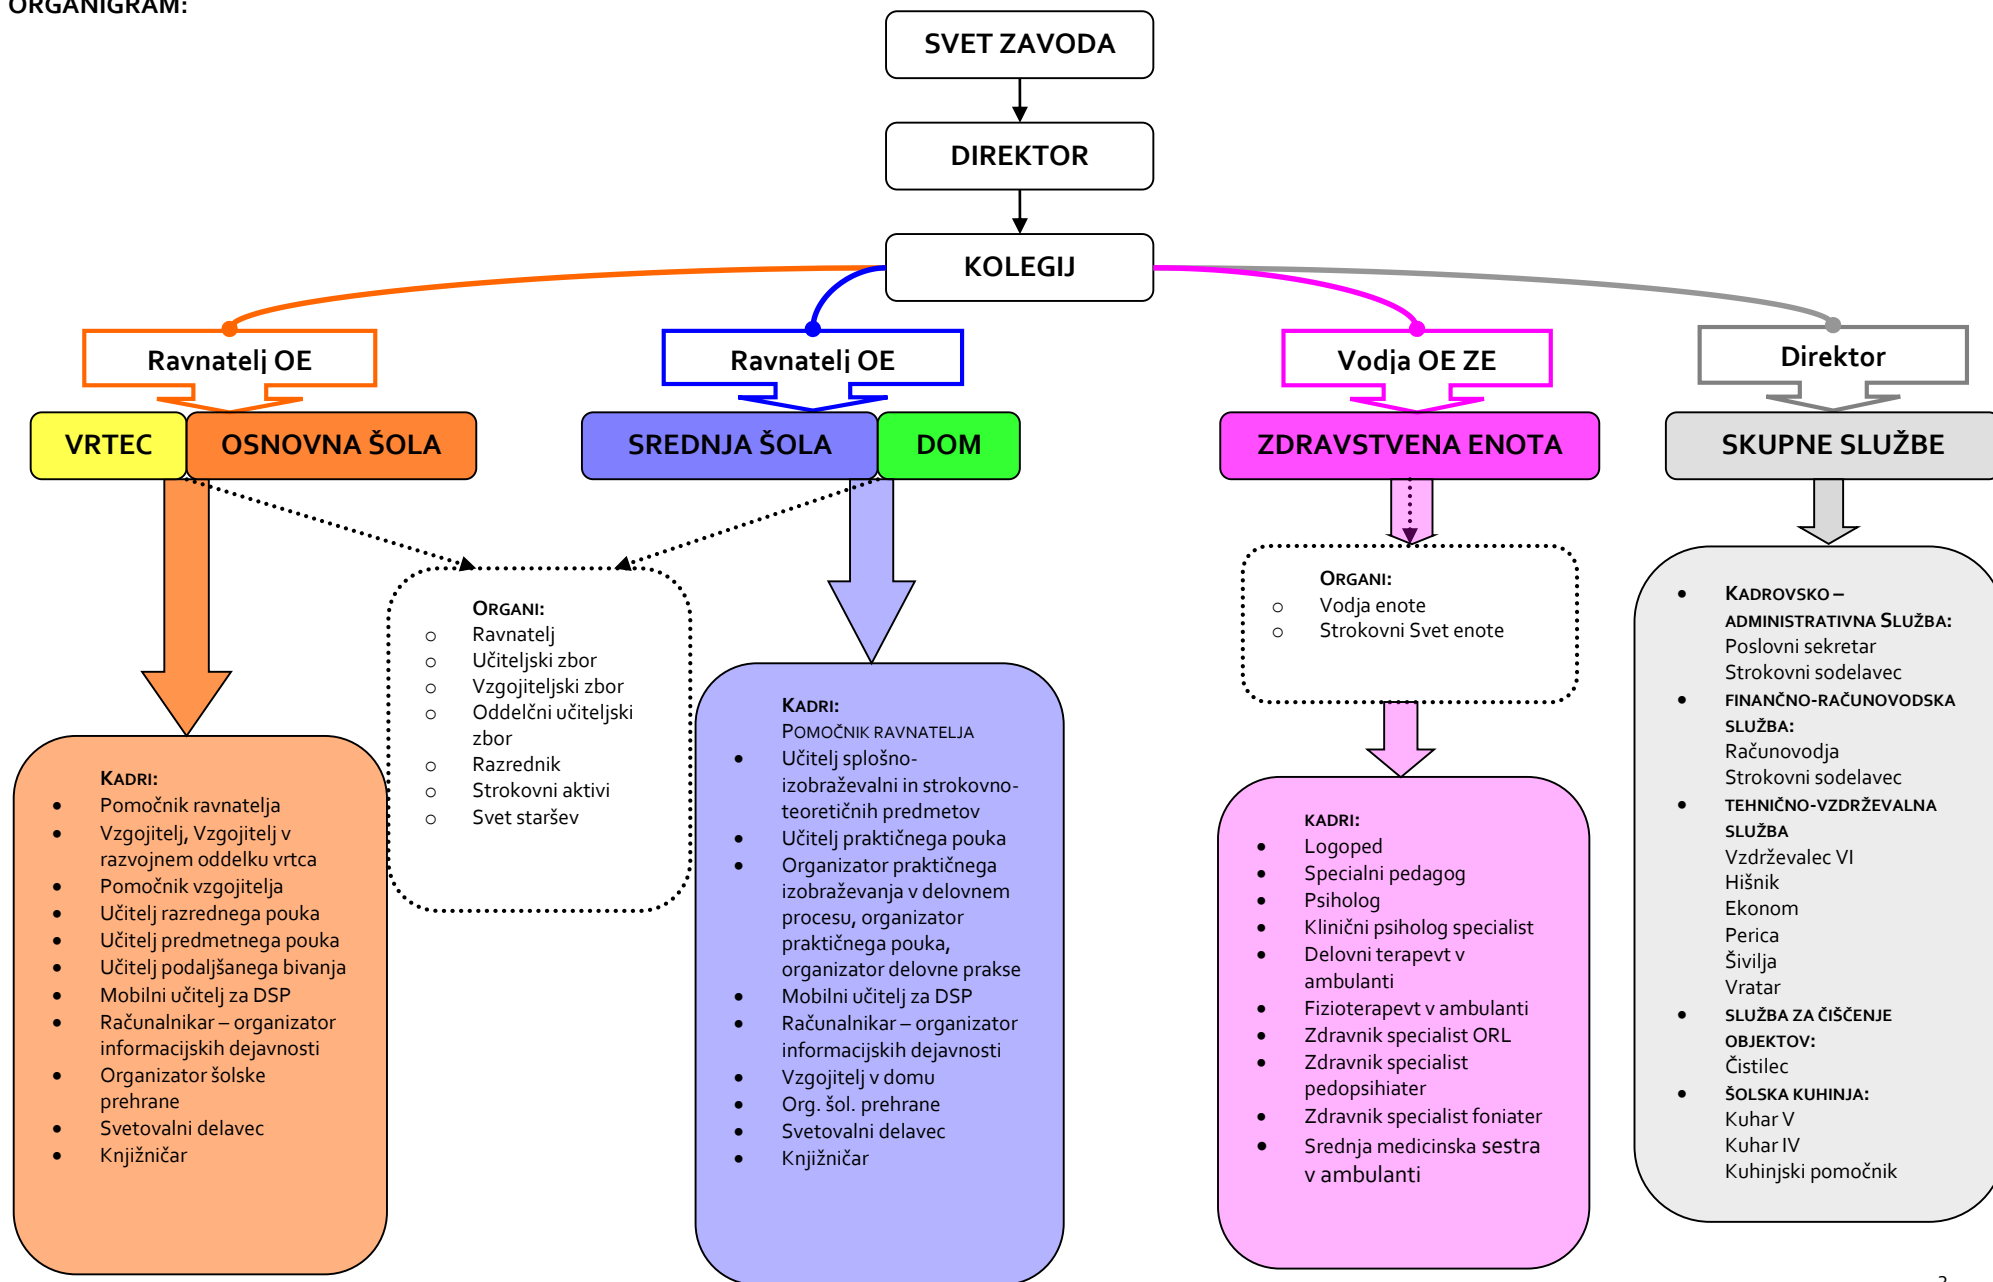 ORGANIGRAM:
SVET ZAVODA
DIREKTOR
KOLEGIJ
Ravnatelj OE
Ravnatelj OE
Vodja OE ZE
Direktor
VRTEC
OSNOVNA ŠOLA
SREDNJA ŠOLA
DOM
ZDRAVSTVENA ENOTA
SKUPNE SLUŽBE
KADRI:
• Pomočnik ravnatelja
• Vzgojitelj, Vzgojitelj v
razvojnem oddelku vrtca
• Pomočnik vzgojitelja
• Učitelj razrednega pouka
• Učitelj predmetnega pouka
• Učitelj podaljšanega bivanja
• Mobilni učitelj za DSP
• Računalnikar – organizator
informacijskih dejavnosti
• Organizator šolske
prehrane
• Svetovalni delavec
• Knjižničar
ORGANI:
o Ravnatelj
o Učiteljski zbor
o Vzgojiteljski zbor
o Oddelčni učiteljski
zbor
o Razrednik
o Strokovni aktivi
o Svet staršev
KADRI:
POMOČNIK RAVNATELJA
• Učitelj splošno-
izobraževalni in strokovno-
teoretičnih predmetov
• Učitelj praktičnega pouka
• Organizator praktičnega
izobraževanja v delovnem
procesu, organizator
praktičnega pouka,
organizator delovne prakse
• Mobilni učitelj za DSP
• Računalnikar – organizator
informacijskih dejavnosti
• Vzgojitelj v domu
• Org. šol. prehrane
• Svetovalni delavec
• Knjižničar
ORGANI:
o Vodja enote
o Strokovni Svet enote
KADRI:
• Logoped
• Specialni pedagog
• Psiholog
• Klinični psiholog specialist
• Delovni terapevt v
ambulanti
• Fizioterapevt v ambulanti
• Zdravnik specialist ORL
• Zdravnik specialist
pedopsihiater
• Zdravnik specialist foniater
• Srednja medicinska sestra
v ambulanti
• KADROVSKO –
ADMINISTRATIVNA SLUŽBA:
Poslovni sekretar
Strokovni sodelavec
• FINANČNO-RAČUNOVODSKA
SLUŽBA:
Računovodja
Strokovni sodelavec
• TEHNIČNO-VZDRŽEVALNA
SLUŽBA
Vzdrževalec VI
Hišnik
Ekonom
Perica
Šivilja
Vratar
• SLUŽBA ZA ČIŠČENJE
OBJEKTOV:
Čistilec
• ŠOLSKA KUHINJA:
Kuhar V
Kuhar IV
Kuhinjski pomočnik